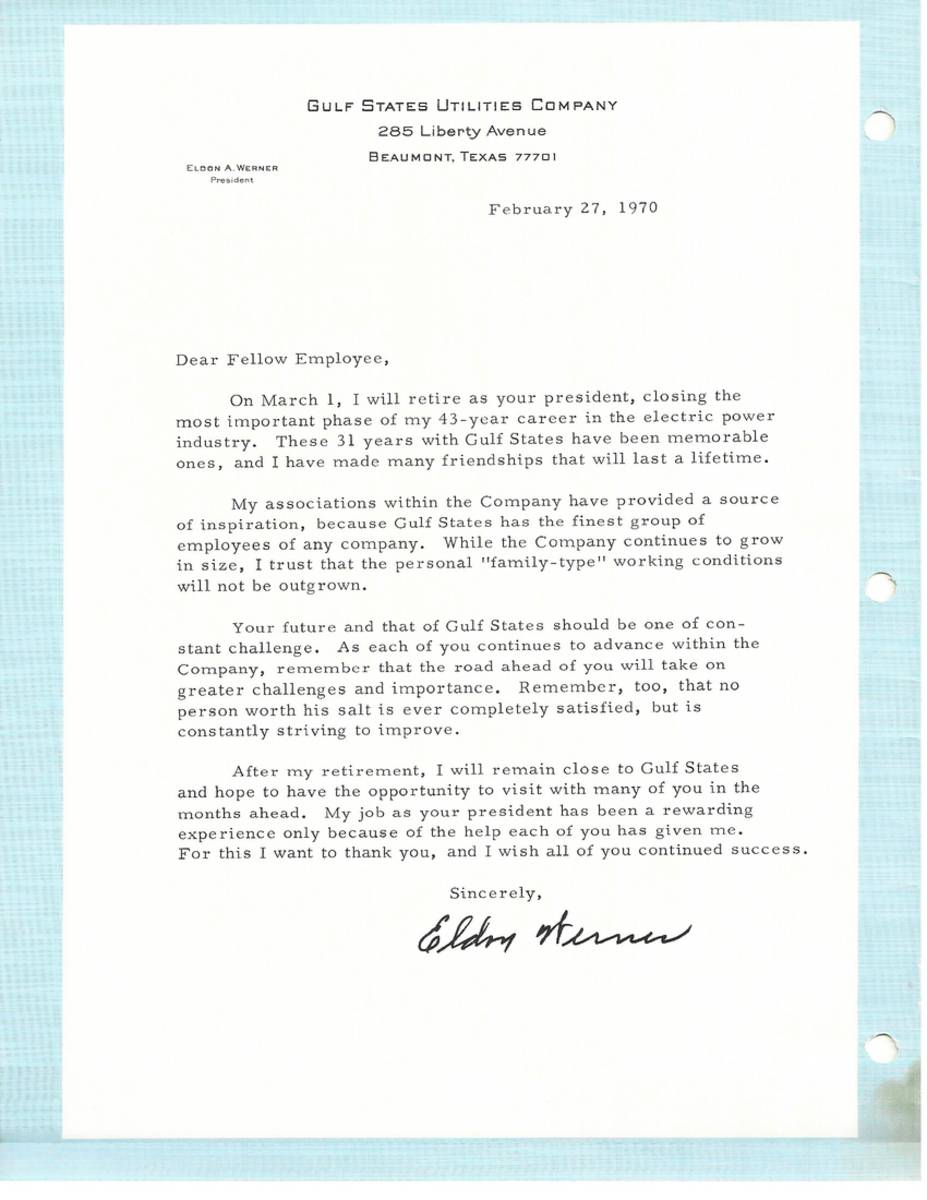 GULF STATES UTILITIES COMPANY
285 Liberty Avenue
BEAUMONT, TEXAS 77701
ELDON A. WERNER
President
February 27, 1970
Dear Fellow Employee,
On March 1, I will retire as your president, closing the
most important phase of my 43-year career in the electric power
industry. These 31 years with Gulf States have been memorable
ones, and I have made many friendships that will last a lifetime.
My associations within the Company have provided a source
of inspiration, because Gulf States has the finest group of
employees of any company. While the Company continues to grow
in size, I trust that the personal "family-type" working conditions
will not be outgrown.
Your future and that of Gulf States should be one of con-
stant challenge. As each of you continues to advance within the
Company, remember that the road ahead of you will take on
greater challenges and importance. Remember, too, that no
person worth his salt is ever completely satisfied, but is
constantly striving to improve.
After my retirement, I will remain close to Gulf States
and hope to have the opportunity to visit with many of you in the
months ahead. My job as your president has been a rewarding
experience only because of the help each of you has given me.
For this I want to thank you, and I wish all of you continued success.
Sincerely,
Eldon Werner